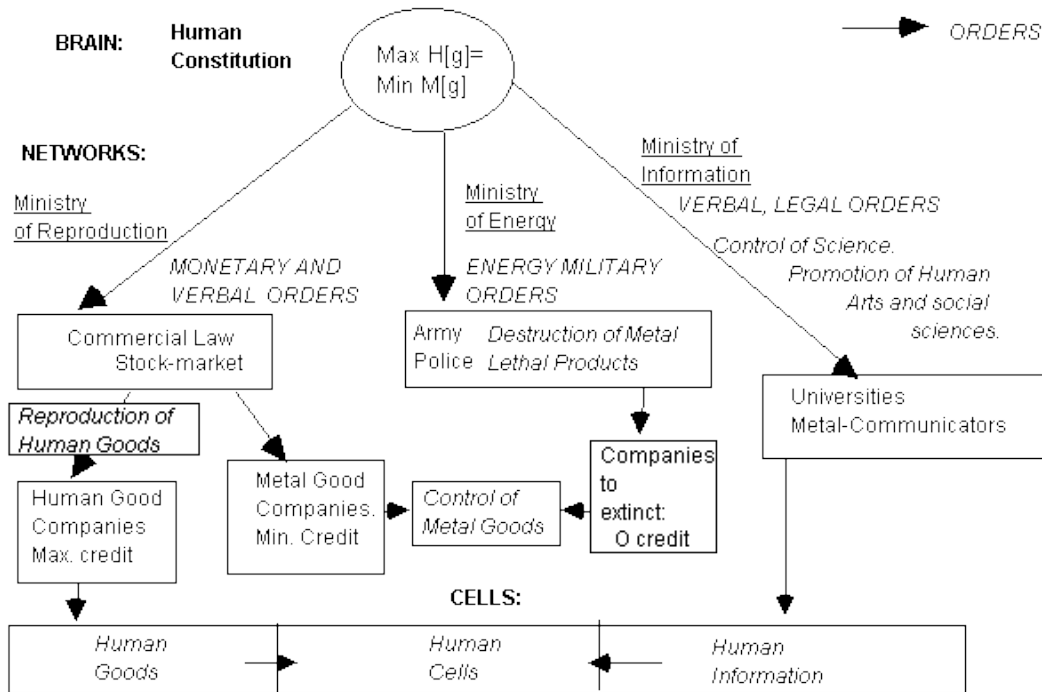 BRAIN:
Human
Constitution
Max H[g]=
Min M[g]
ORDERS
NETWORKS:
Ministry
of Reproduction
MONETARY AND
VERBAL ORDERS
Ministry
of Energy
ENERGY MILITARY
ORDERS
Ministry of
Information
VERBAL, LEGAL ORDERS
Control of Science.
Promotion of Human
Arts and social
sciences.
Commercial Law
Stock-market
Army
Police
Destruction of Metal
Lethal Products
Universities
Metal-Communicators
Reproduction of
Human Goods
Human Good
Companies
Max. credit
Metal Good
Companies.
Min. Credit
Control of
Metal Goods
Companies
to
extinct:
O credit
CELLS:
Human
Goods
Human
Cells
Human
Information